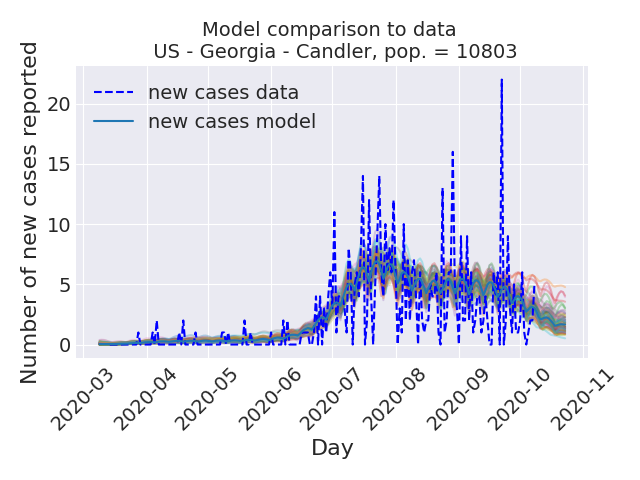 Model comparison to data
US - Georgia - Candler, pop. = 10803
Number of new cases reported
20
15
10
5
0
new cases data
new cases model
2020-03
2020-04
2020-05
2020-06
2020-07
2020-08
2020-09
2020-10
2020-11
Day